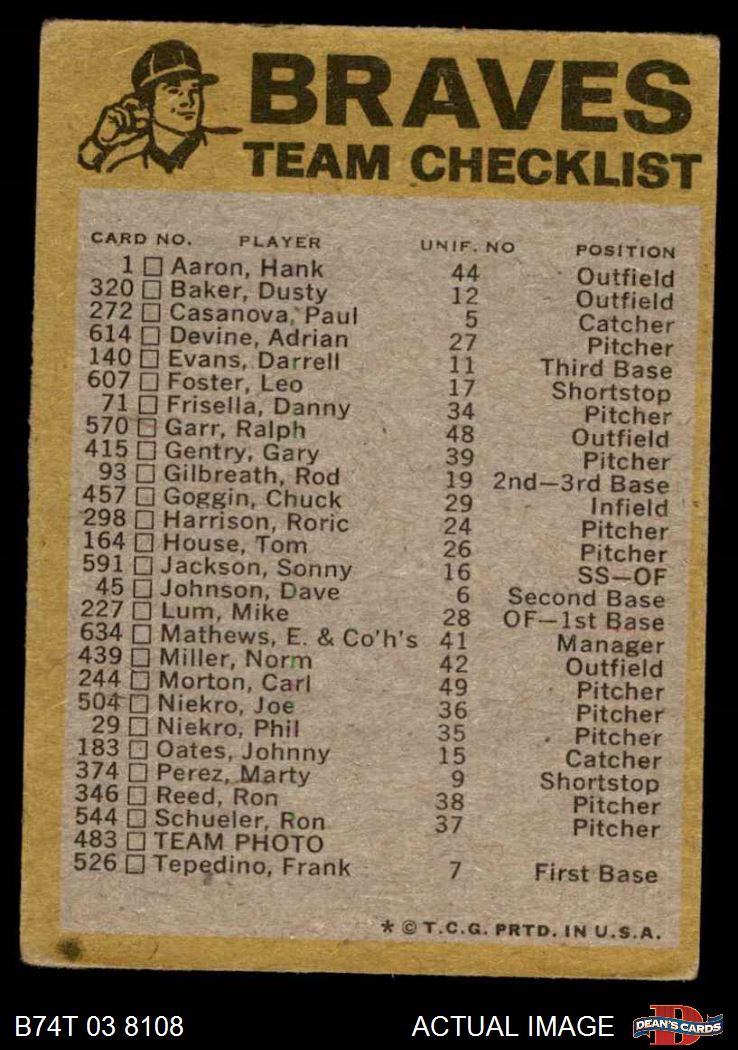 BRAVES
TEAM CHECKLIST
CARD NO. PLAYER UNIF. NO POSITION
1 Aaron, Hank 44 Outfield
320 Baker, Dusty 12 Outfield
272 Casanova, Paul 5 Catcher
614 Devine, Adrian 27 Pitcher
140 Evans, Darrell 11 Third Base
607 Foster, Leo 17 Shortstop
71 Frisella, Danny 34 Pitcher
570 Garr, Ralph 48 Outfield
415 Gentry, Gary 39 Pitcher
93 Gilbreath, Rod 19 2nd—3rd Base
457 Goggin, Chuck 29 Infield
298 Harrison, Roric 24 Pitcher
164 House, Tom 26 Pitcher
591 Jackson, Sonny 16 SS—OF
45 Johnson, Dave 6 Second Base
227 Lum, Mike 28 OF—1st Base
634 Mathews, E. & Co'h's 41 Manager
439 Miller, Norm 42 Outfield
244 Morton, Carl 49 Pitcher
504 Niekro, Joe 36 Pitcher
29 Niekro, Phil 35 Pitcher
183 Oates, Johnny 15 Catcher
374 Perez, Marty 9 Shortstop
346 Reed, Ron 38 Pitcher
544 Schueler, Ron 37 Pitcher
483 TEAM PHOTO
526 Tepedino, Frank 7 First Base
* © T.C.G. PRTD. IN U.S.A.
B74T 03 8108 ACTUAL IMAGE DEAN'S CARDS